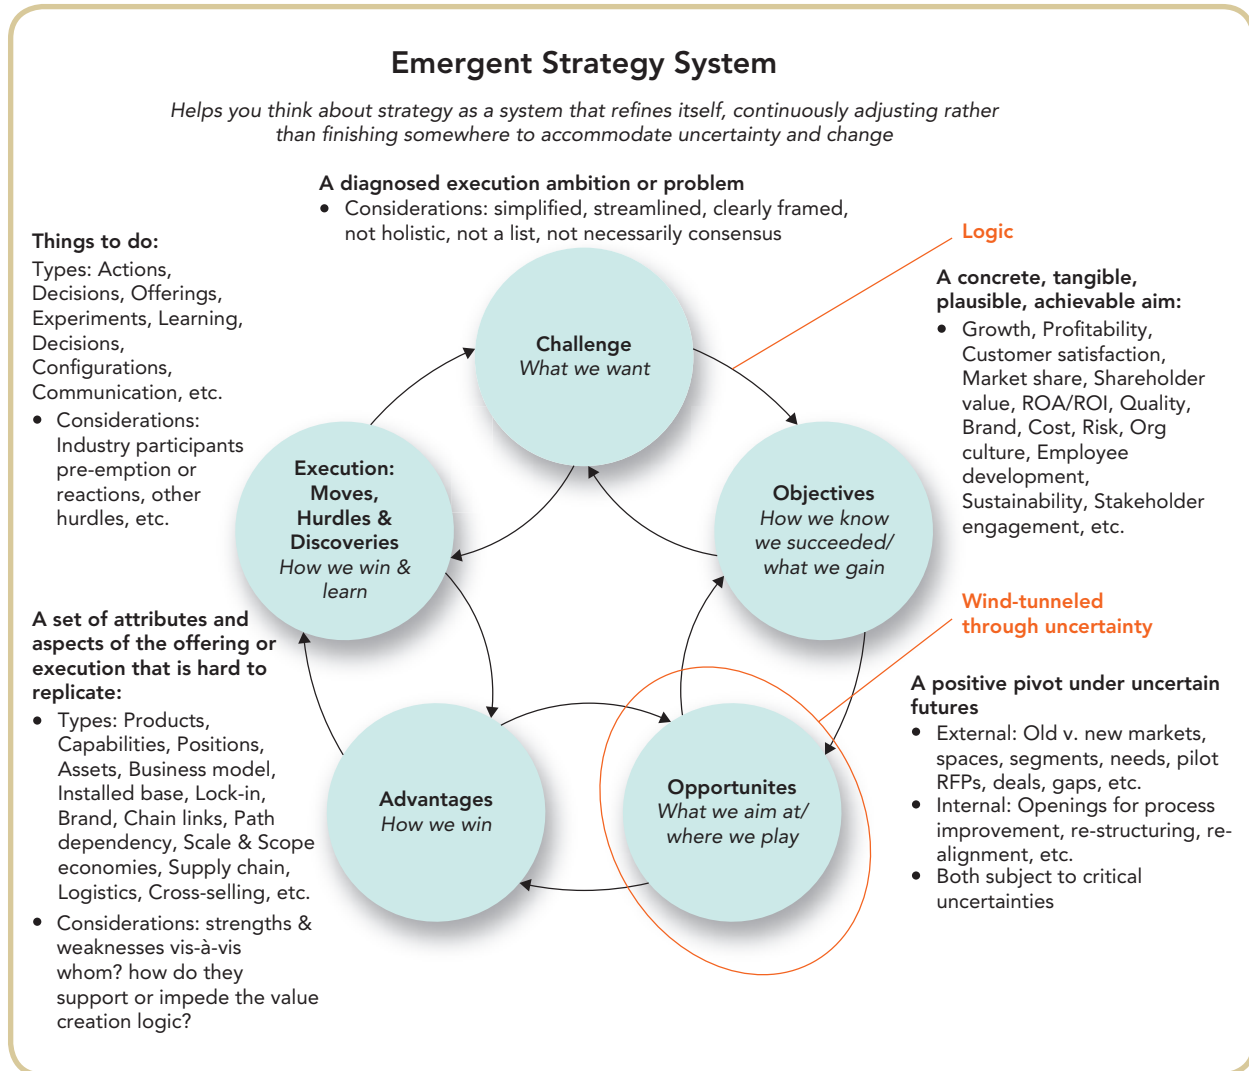 Emergent Strategy System
Helps you think about strategy as a system that refines itself, continuously adjusting rather
than finishing somewhere to accommodate uncertainty and change
A diagnosed execution ambition or problem
• Considerations: simplified, streamlined, clearly framed,
not holistic, not a list, not necessarily consensus
Things to do:
Types: Actions,
Decisions, Offerings,
Experiments, Learning,
Decisions,
Configurations,
Communication, etc.
• Considerations:
Industry participants
pre-emption or
reactions, other
hurdles, etc.
Logic
A concrete, tangible,
plausible, achievable aim:
• Growth, Profitability,
Customer satisfaction,
Market share, Shareholder
value, ROA/ROI, Quality,
Brand, Cost, Risk, Org
culture, Employee
development,
Sustainability, Stakeholder
engagement, etc.
Challenge
What we want
Execution:
Moves,
Hurdles &
Discoveries
How we win &
learn
Objectives
How we know
we succeeded/
what we gain
A set of attributes and
aspects of the offering or
execution that is hard to
replicate:
• Types: Products,
Capabilities, Positions,
Assets, Business model,
Installed base, Lock-in,
Brand, Chain links, Path
dependency, Scale & Scope
economies, Supply chain,
Logistics, Cross-selling, etc.
• Considerations: strengths &
weaknesses vis-à-vis
whom? how do they
support or impede the value
creation logic?
Advantages
How we win
Opportunites
What we aim at/
where we play
Wind-tunneled
through uncertainty
A positive pivot under uncertain
futures
• External: Old v. new markets,
spaces, segments, needs, pilot
RFPs, deals, gaps, etc.
• Internal: Openings for process
improvement, re-structuring, re-
alignment, etc.
• Both subject to critical
uncertainties